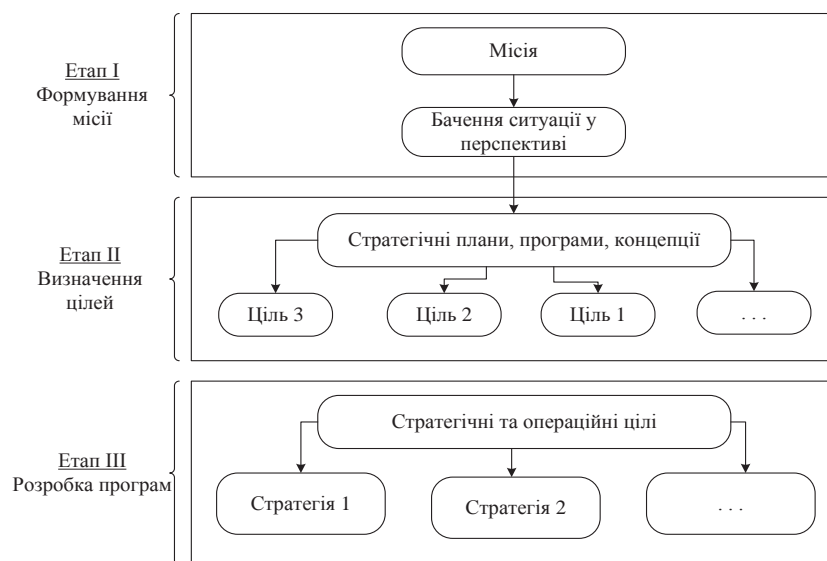 Етап I
Формування
місії
Місія
Бачення ситуації у
перспективі
Етап II
Визначення
цілей
Стратегічні плани, програми, концепції
Ціль 3
Ціль 2
Ціль 1
. . .
Етап III
Розробка програм
Стратегічні та операційні цілі
Стратегія 1
Стратегія 2
. . .